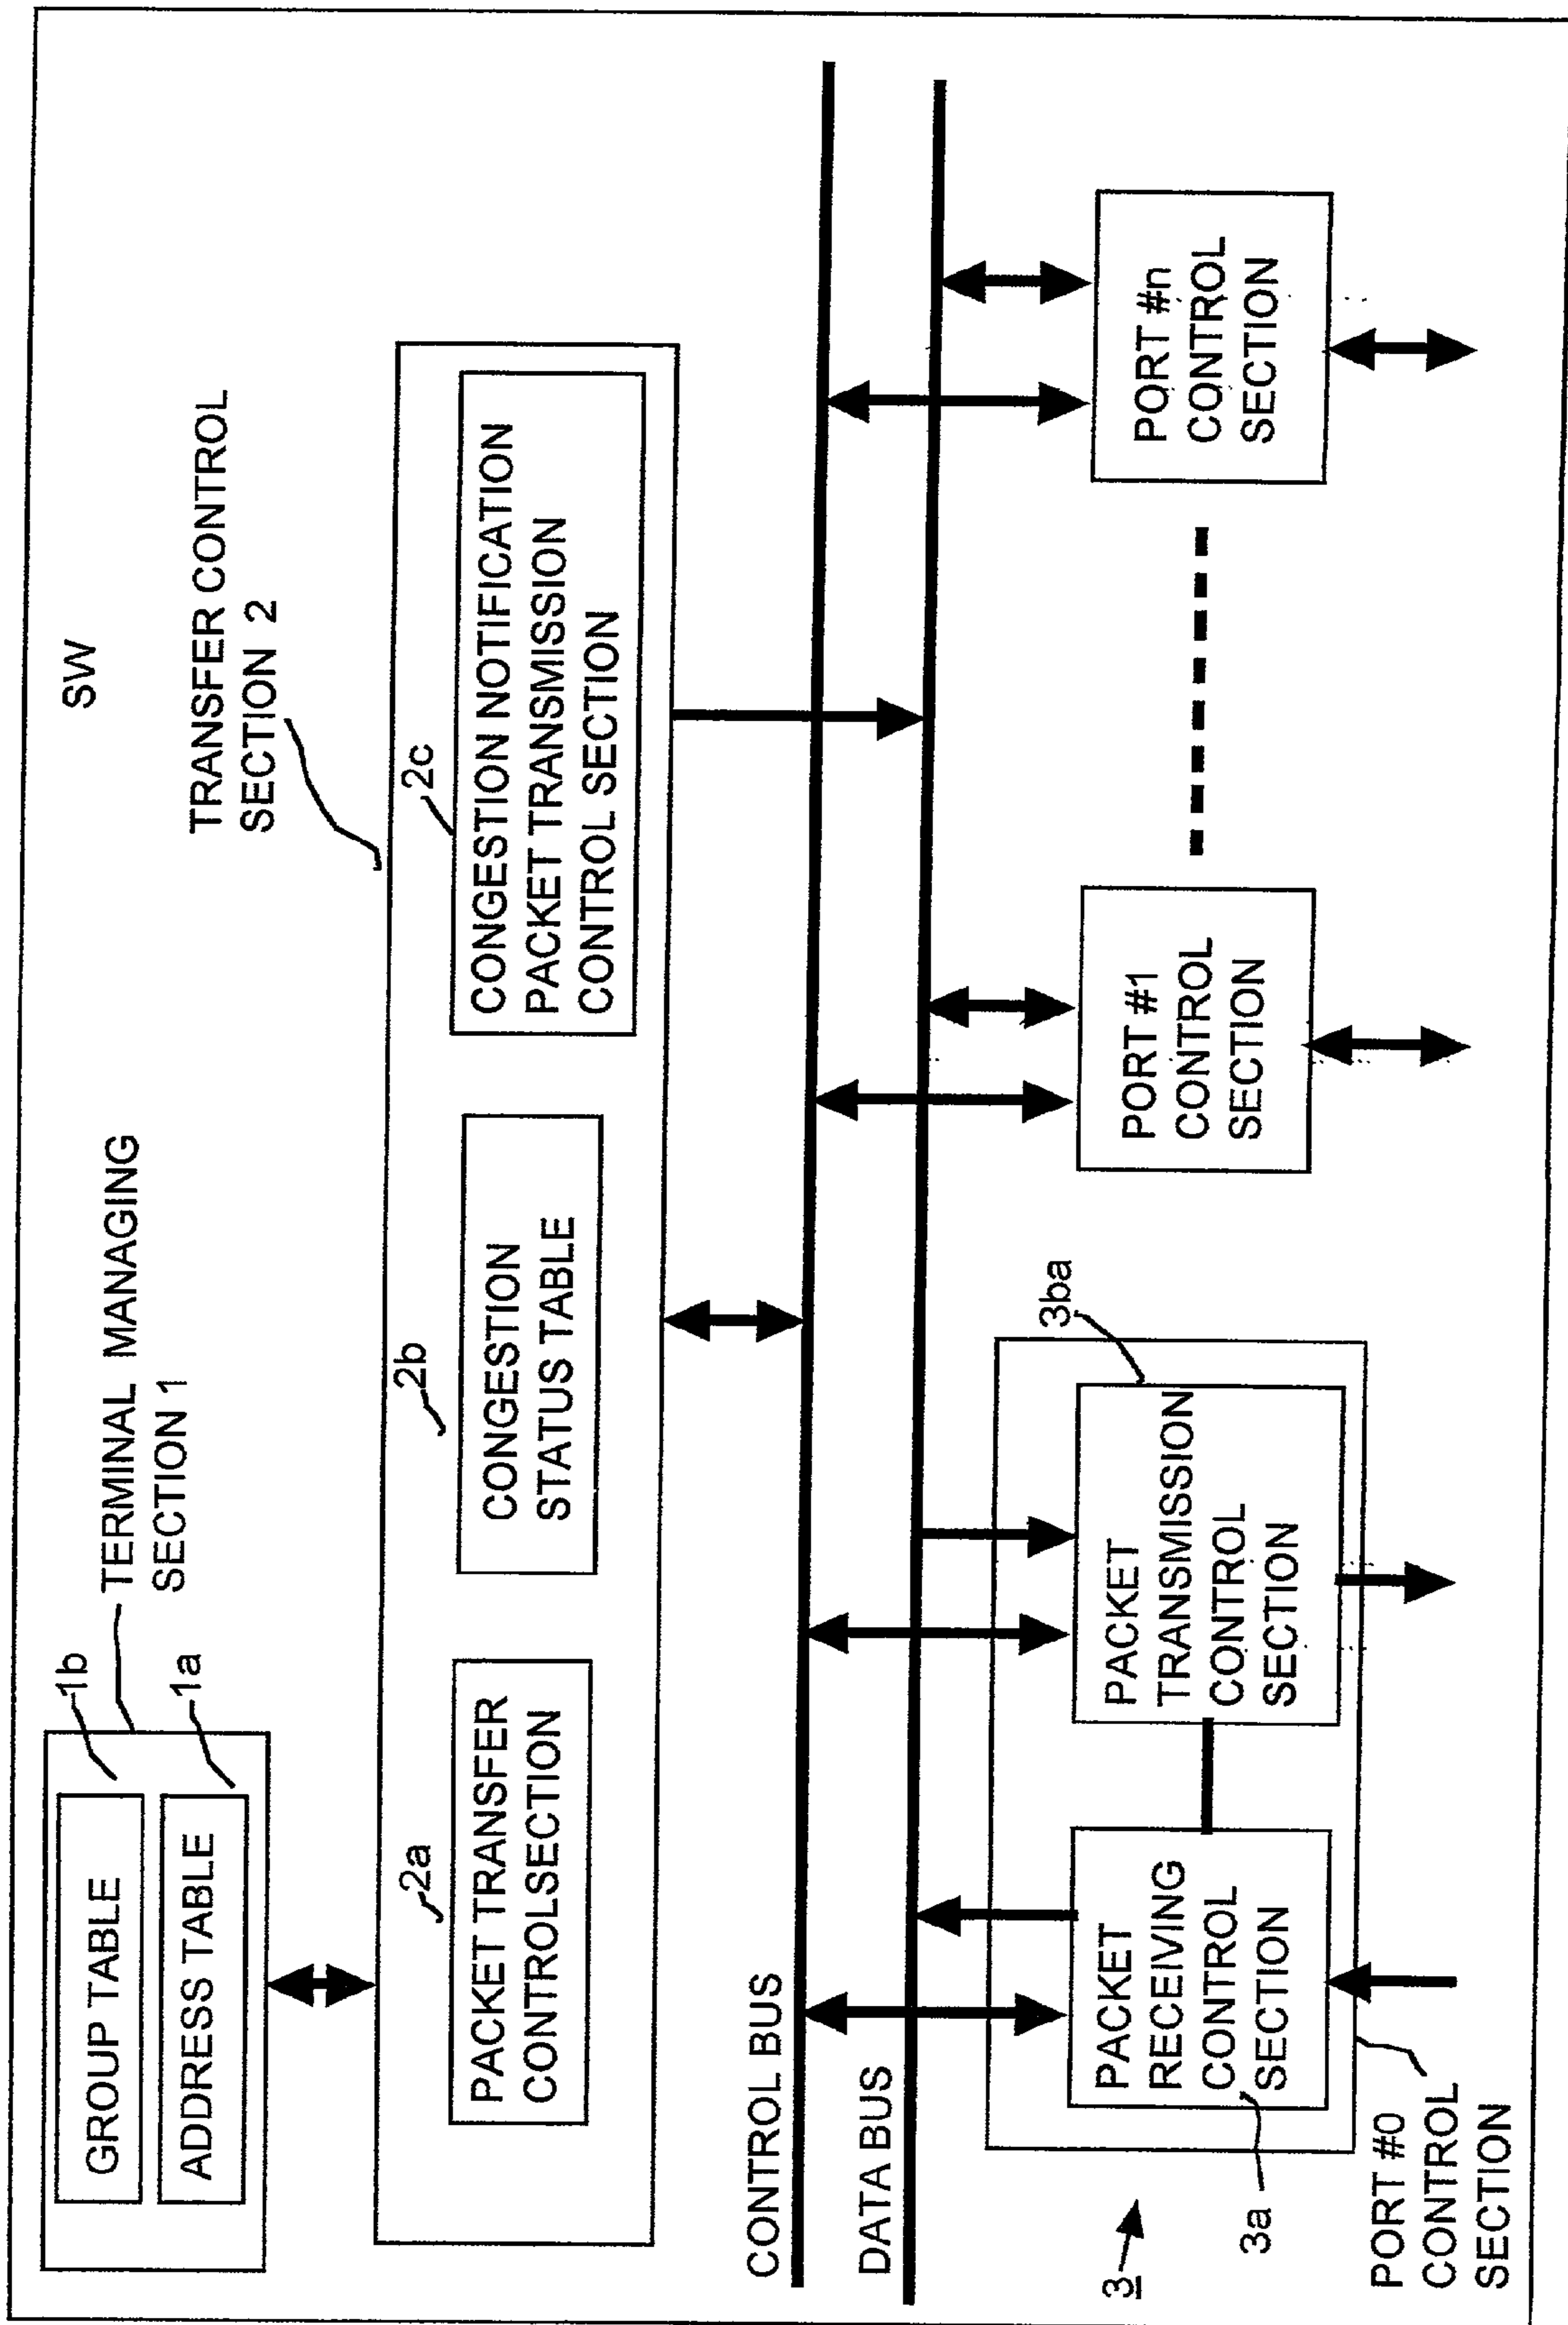 SW
TERMINAL MANAGING
SECTION 1
1b
GROUP TABLE
1a
ADDRESS TABLE
TRANSFER CONTROL
SECTION 2
2a
PACKET TRANSFER
CONTROLSECTION
2b
CONGESTION
STATUS TABLE
2c
CONGESTION NOTIFICATION
PACKET TRANSMISSION
CONTROL SECTION
CONTROL BUS
DATA BUS
3
3a
PACKET
RECEIVING
CONTROL
SECTION
3ba
PACKET
TRANSMISSION
CONTROL
SECTION
PORT #0
CONTROL
SECTION
PORT #1
CONTROL
SECTION
PORT #n
CONTROL
SECTION